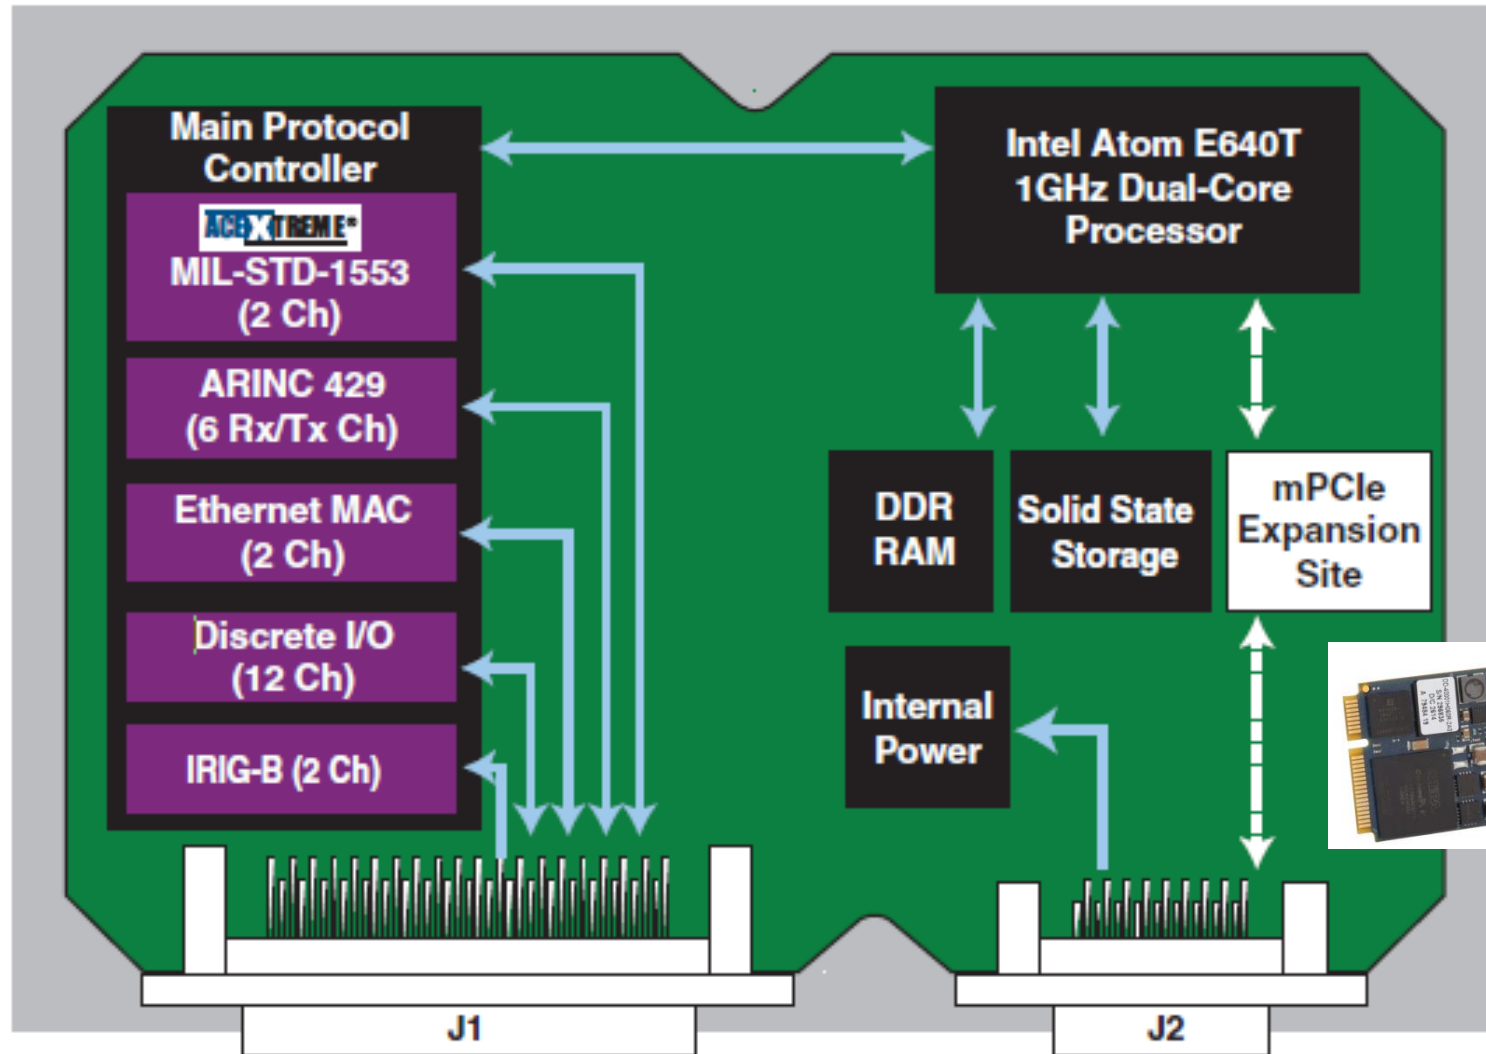 Main Protocol
Controller
ACEXTREME®
MIL-STD-1553
(2 Ch)
ARINC 429
(6 Rx/Tx Ch)
Ethernet MAC
(2 Ch)
Discrete I/O
(12 Ch)
IRIG-B (2 Ch)
Intel Atom E640T
1GHz Dual-Core
Processor
DDR
RAM
Solid State
Storage
mPCIe
Expansion
Site
Internal
Power
J1
J2